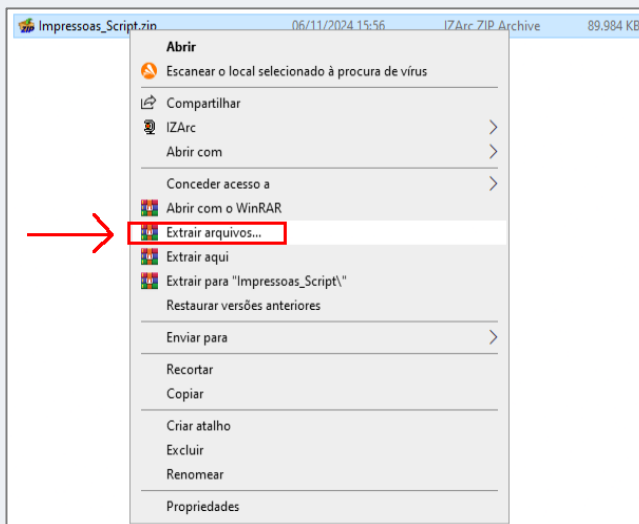 Impressoas_Script.zip 06/11/2024 15:56 IZArc ZIP Archive 89.984 KB
Abrir
Escanear o local selecionado à procura de vírus
Compartilhar
IZArc
Abrir com
Conceder acesso a
Abrir com o WinRAR
Extrair arquivos...
Extrair aqui
Extrair para "Impressoas_Script\"
Restaurar versões anteriores
Enviar para
Recortar
Copiar
Criar atalho
Excluir
Renomear
Propriedades